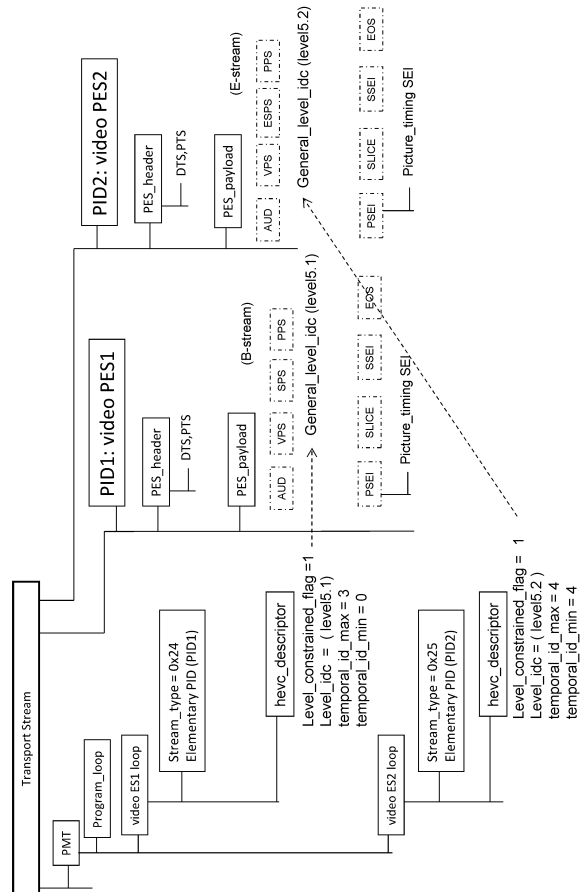 Transport Stream
PMT
Program_loop
video ES1 loop
Stream_type = 0x24
Elementary PID (PID1)
hevc_descriptor
Level_constrained_flag =1
Level_idc = ( level5.1)
temporal_id_max = 3
temporal_id_min = 0
video ES2 loop
Stream_type = 0x25
Elementary PID (PID2)
hevc_descriptor
Level_constrained_flag = 1
Level_idc = ( level5.2 )
temporal_id_max = 4
temporal_id_min = 4
PID1: video PES1
PES_header
DTS,PTS
PES_payload
(B-stream)
AUD
VPS
SPS
PPS
General_level_idc (level5.1)
PSEI
SLICE
SSEI
EOS
Picture_timing SEI
PID2: video PES2
PES_header
DTS,PTS
PES_payload
(E-stream)
AUD
VPS
ESPS
PPS
General_level_idc (level5.2)
PSEI
SLICE
SSEI
EOS
Picture_timing SEI